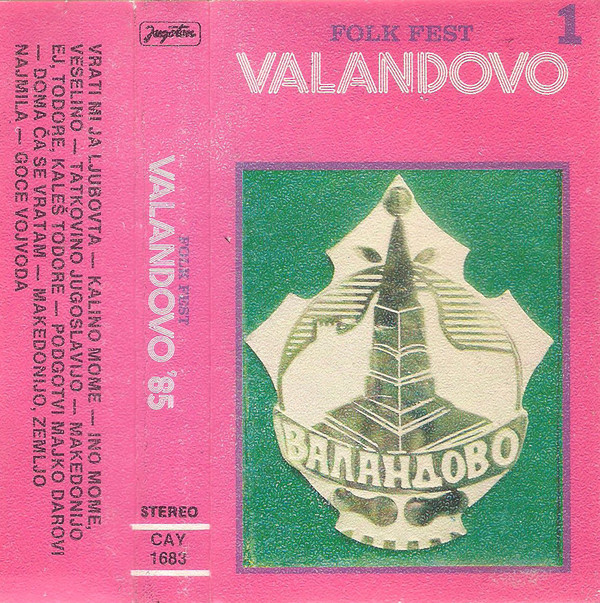 VRATI MI JA LJUBOVTA — KALINO MOME — INO MOME,
VESELINO — TATKOVINO JUGOSLAVIJO — MAKEDONIJO
EJ, TODORE, KALEŠ TODORE — PODGOTVI MAJKO DAROVI
— DOMA ĆA SE VRATAM — MAKEDONIJO, ZEMLJO
NAJMILA — GOCE VOJVODA
Jugoton
FOLK FEST
VALANDOVO '85
STEREO
CAY
1683
FOLK FEST
1
VALANDOVO
ВАЛАНДОВО